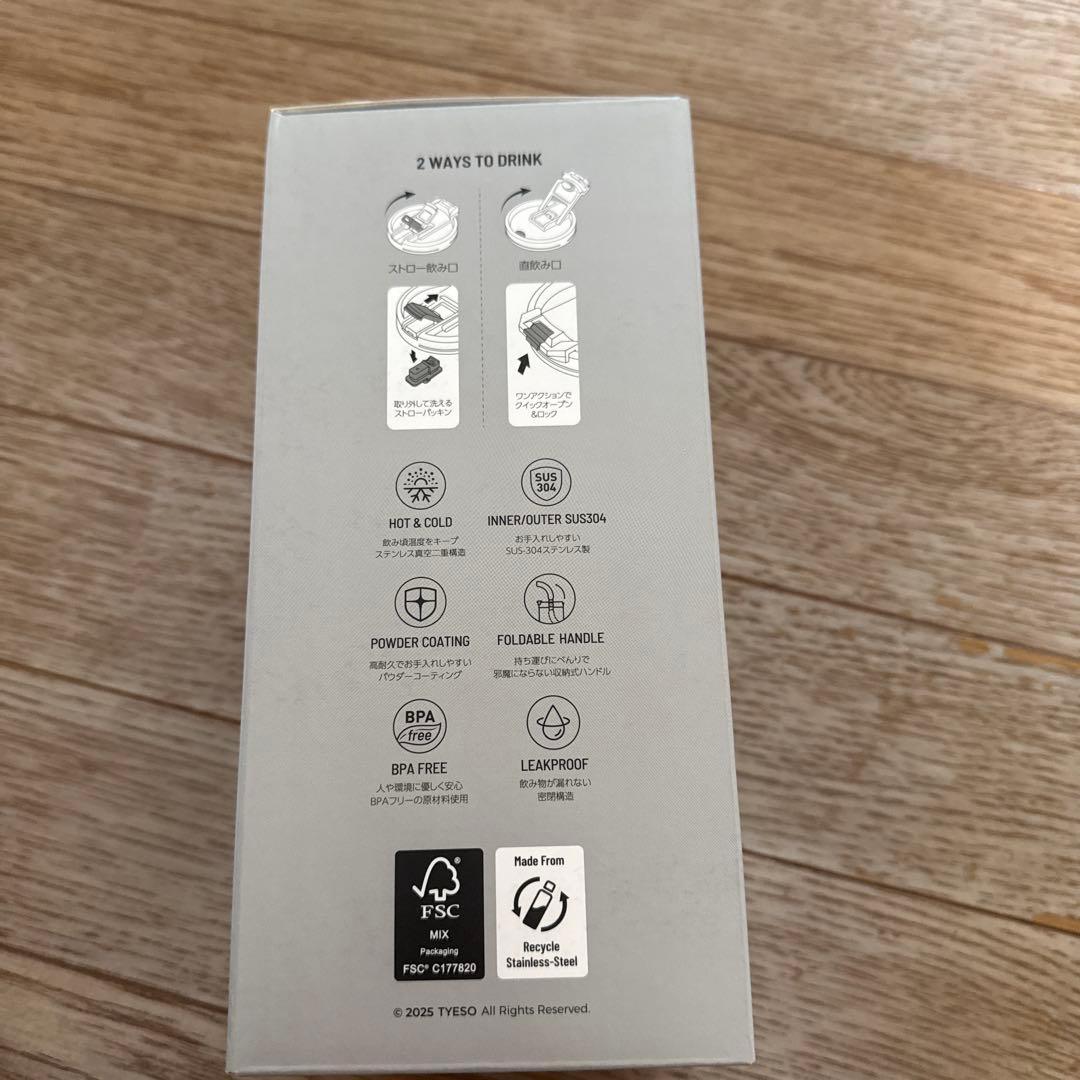 2 WAYS TO DRINK
ストロー飲み口
直飲み口
取り外して洗える
ストローパッキン
ワンアクションで
クイックオープン
&ロック
HOT & COLD
飲み頃温度をキープ
ステンレス真空二重構造
SUS
304
INNER/OUTER SUS304
お手入れしやすい
SUS-304ステンレス製
POWDER COATING
高耐久でお手入れしやすい
パウダーコーティング
FOLDABLE HANDLE
持ち運びにべんりで
邪魔にならない収納式ハンドル
BPA
free
BPA FREE
人や環境に優しく安心
BPAフリーの原材料使用
LEAKPROOF
飲み物が漏れない
密閉構造
®
FSC
MIX
Packaging
FSC® C177820
Made From
Recycle
Stainless-Steel
© 2025 TYESO All Rights Reserved.